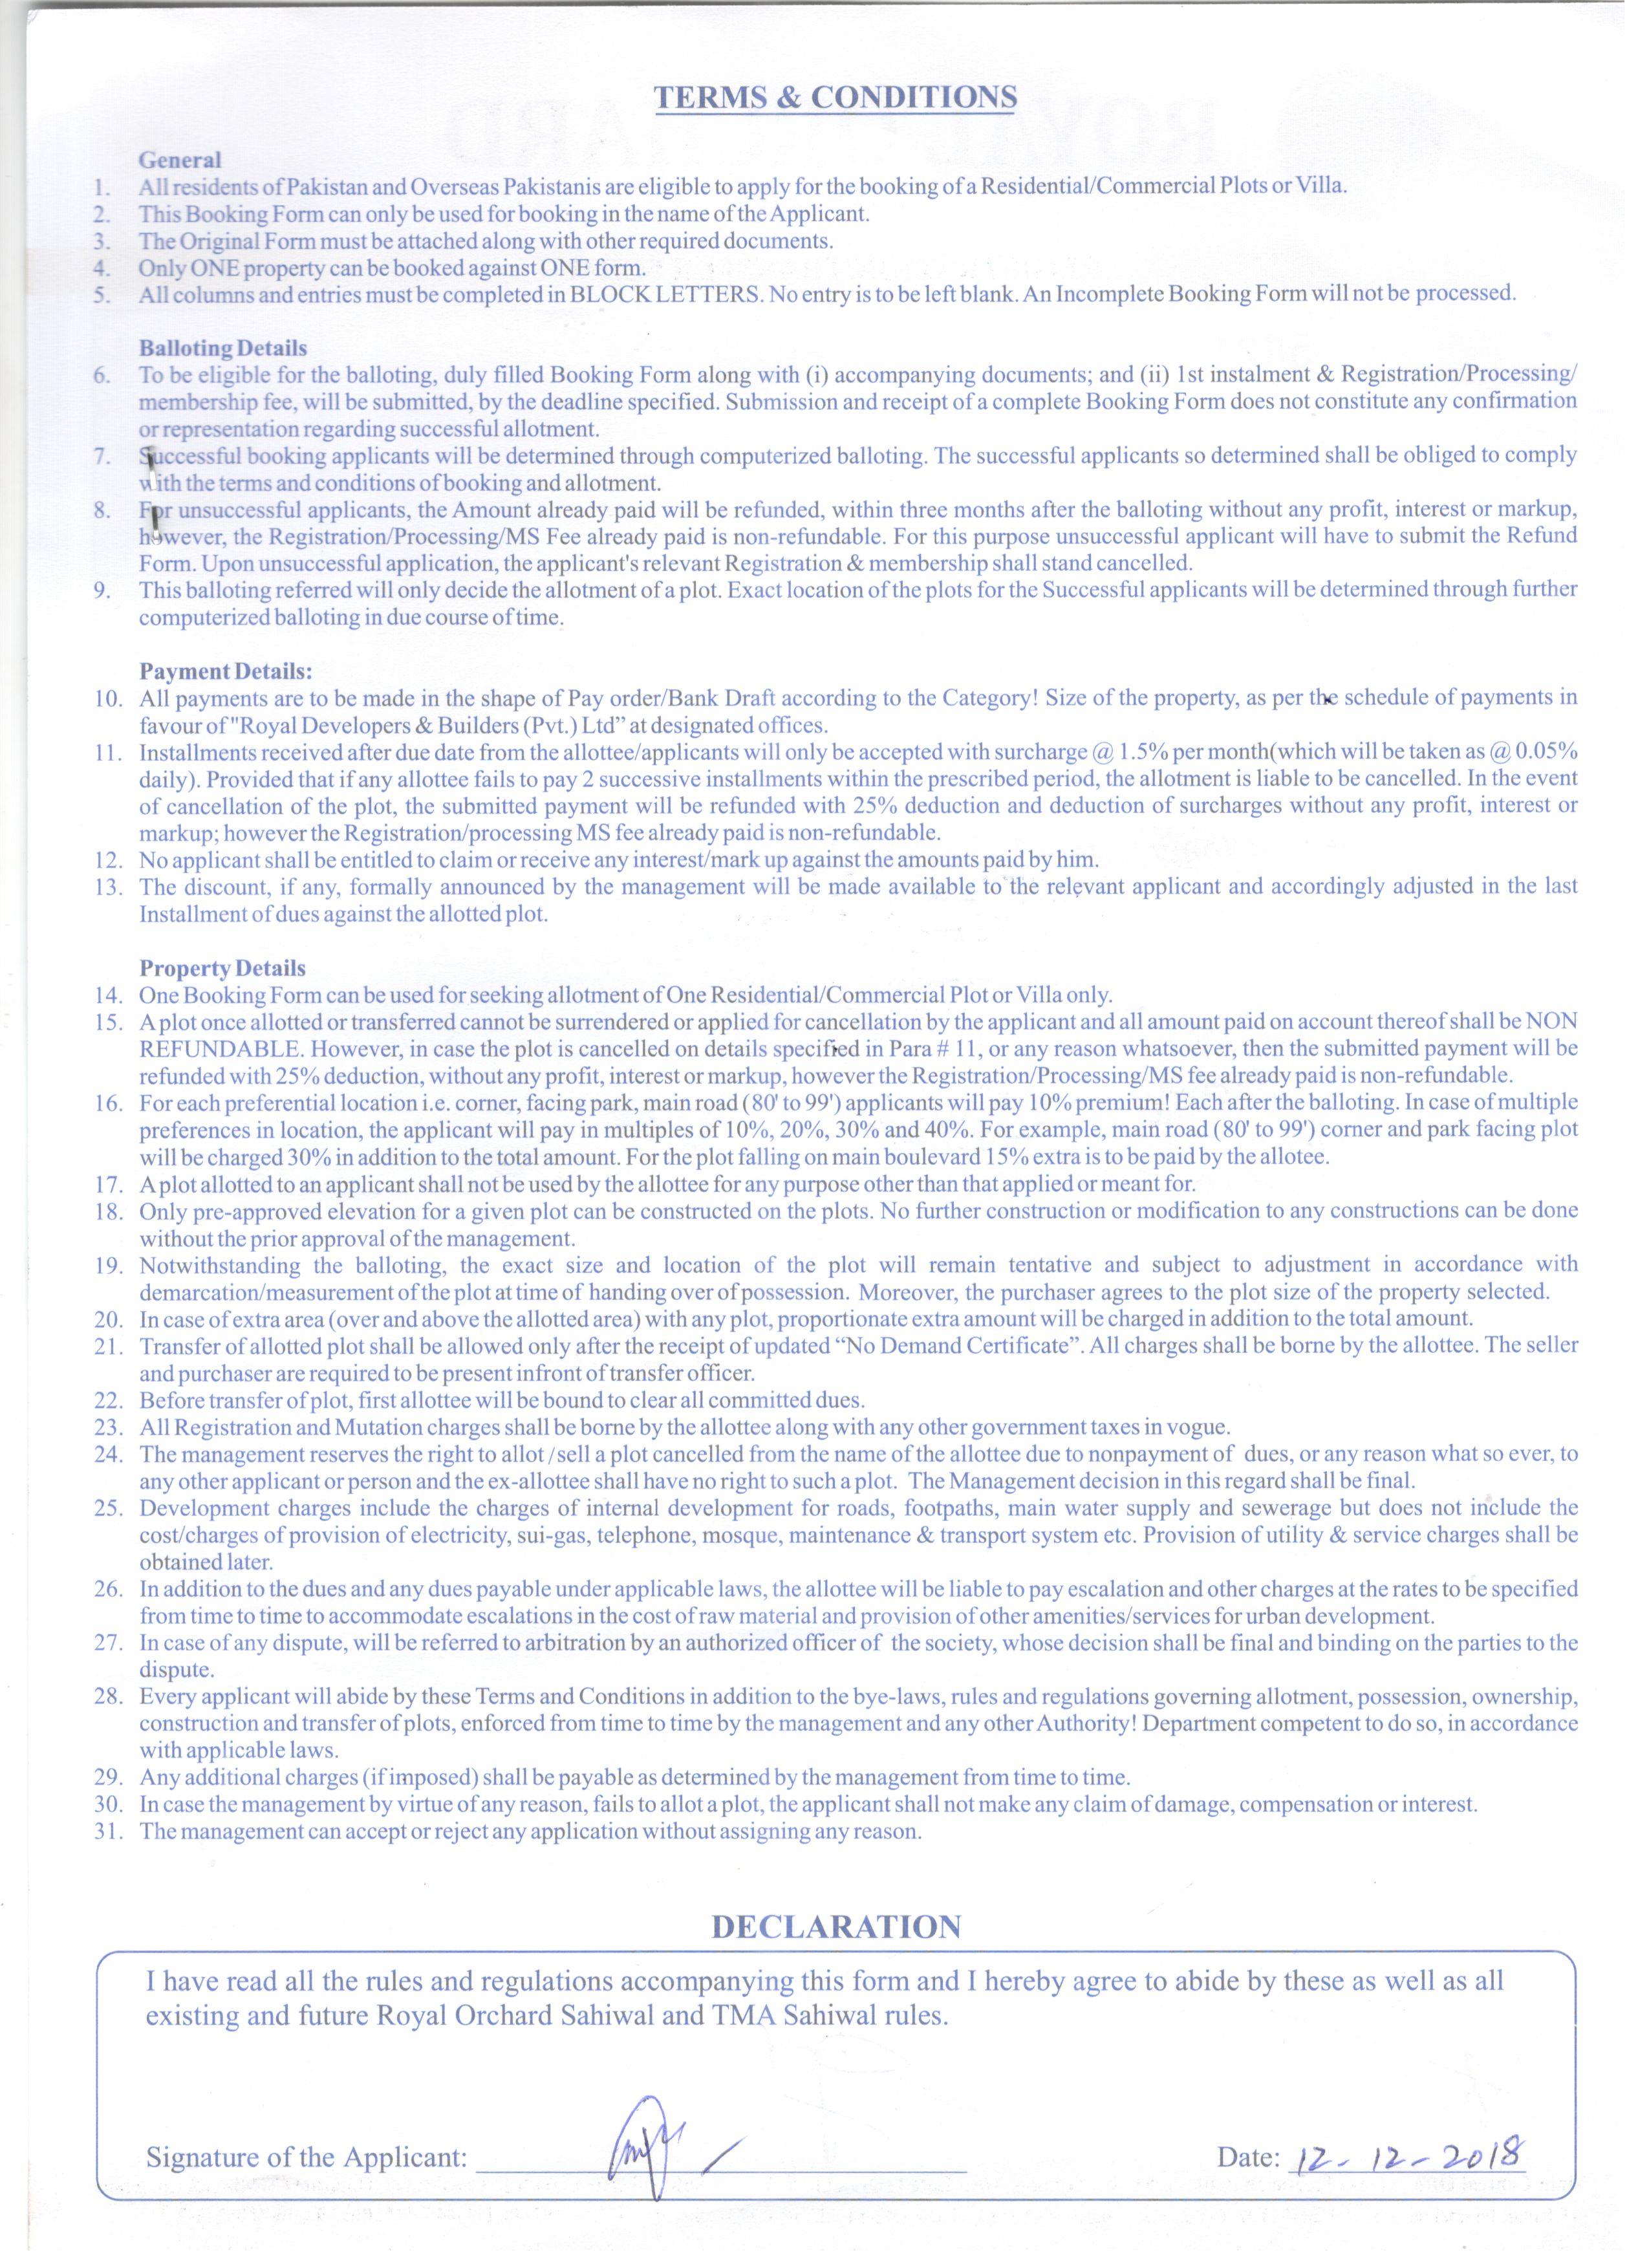 TERMS & CONDITIONS
General
1. All residents of Pakistan and Overseas Pakistanis are eligible to apply for the booking of a Residential/Commercial Plots or Villa.
2. This Booking Form can only be used for booking in the name of the Applicant.
3. The Original Form must be attached along with other required documents.
4. Only ONE property can be booked against ONE form.
5. All columns and entries must be completed in BLOCK LETTERS. No entry is to be left blank. An Incomplete Booking Form will not be processed.
Balloting Details
6. To be eligible for the balloting, duly filled Booking Form along with (i) accompanying documents; and (ii) 1st instalment & Registration/Processing/
membership fee, will be submitted, by the deadline specified. Submission and receipt of a complete Booking Form does not constitute any confirmation
or representation regarding successful allotment.
7. Successful booking applicants will be determined through computerized balloting. The successful applicants so determined shall be obliged to comply
with the terms and conditions of booking and allotment.
8. For unsuccessful applicants, the Amount already paid will be refunded, within three months after the balloting without any profit, interest or markup,
however, the Registration/Processing/MS Fee already paid is non-refundable. For this purpose unsuccessful applicant will have to submit the Refund
Form. Upon unsuccessful application, the applicant's relevant Registration & membership shall stand cancelled.
9. This balloting referred will only decide the allotment of a plot. Exact location of the plots for the Successful applicants will be determined through further
computerized balloting in due course of time.
Payment Details:
10. All payments are to be made in the shape of Pay order/Bank Draft according to the Category! Size of the property, as per the schedule of payments in
favour of "Royal Developers & Builders (Pvt.) Ltd" at designated offices.
11. Installments received after due date from the allottee/applicants will only be accepted with surcharge @ 1.5% per month(which will be taken as @ 0.05%
daily). Provided that if any allottee fails to pay 2 successive installments within the prescribed period, the allotment is liable to be cancelled. In the event
of cancellation of the plot, the submitted payment will be refunded with 25% deduction and deduction of surcharges without any profit, interest or
markup; however the Registration/processing MS fee already paid is non-refundable.
12. No applicant shall be entitled to claim or receive any interest/mark up against the amounts paid by him.
13. The discount, if any, formally announced by the management will be made available to the relevant applicant and accordingly adjusted in the last
Installment of dues against the allotted plot.
Property Details
14. One Booking Form can be used for seeking allotment of One Residential/Commercial Plot or Villa only.
15. A plot once allotted or transferred cannot be surrendered or applied for cancellation by the applicant and all amount paid on account thereof shall be NON
REFUNDABLE. However, in case the plot is cancelled on details specified in Para # 11, or any reason whatsoever, then the submitted payment will be
refunded with 25% deduction, without any profit, interest or markup, however the Registration/Processing/MS fee already paid is non-refundable.
16. For each preferential location i.e. corner, facing park, main road (80' to 99') applicants will pay 10% premium! Each after the balloting. In case of multiple
preferences in location, the applicant will pay in multiples of 10%, 20%, 30% and 40%. For example, main road (80' to 99') corner and park facing plot
will be charged 30% in addition to the total amount. For the plot falling on main boulevard 15% extra is to be paid by the allotee.
17. A plot allotted to an applicant shall not be used by the allottee for any purpose other than that applied or meant for.
18. Only pre-approved elevation for a given plot can be constructed on the plots. No further construction or modification to any constructions can be done
without the prior approval of the management.
19. Notwithstanding the balloting, the exact size and location of the plot will remain tentative and subject to adjustment in accordance with
demarcation/measurement of the plot at time of handing over of possession. Moreover, the purchaser agrees to the plot size of the property selected.
20. In case of extra area (over and above the allotted area) with any plot, proportionate extra amount will be charged in addition to the total amount.
21. Transfer of allotted plot shall be allowed only after the receipt of updated “No Demand Certificate”. All charges shall be borne by the allottee. The seller
and purchaser are required to be present infront of transfer officer.
22. Before transfer of plot, first allottee will be bound to clear all committed dues.
23. All Registration and Mutation charges shall be borne by the allottee along with any other government taxes in vogue.
24. The management reserves the right to allot /sell a plot cancelled from the name of the allottee due to nonpayment of dues, or any reason what so ever, to
any other applicant or person and the ex-allottee shall have no right to such a plot. The Management decision in this regard shall be final.
25. Development charges include the charges of internal development for roads, footpaths, main water supply and sewerage but does not include the
cost/charges of provision of electricity, sui-gas, telephone, mosque, maintenance & transport system etc. Provision of utility & service charges shall be
obtained later.
26. In addition to the dues and any dues payable under applicable laws, the allottee will be liable to pay escalation and other charges at the rates to be specified
from time to time to accommodate escalations in the cost of raw material and provision of other amenities/services for urban development.
27. In case of any dispute, will be referred to arbitration by an authorized officer of the society, whose decision shall be final and binding on the parties to the
dispute.
28. Every applicant will abide by these Terms and Conditions in addition to the bye-laws, rules and regulations governing allotment, possession, ownership,
construction and transfer of plots, enforced from time to time by the management and any other Authority! Department competent to do so, in accordance
with applicable laws.
29. Any additional charges (if imposed) shall be payable as determined by the management from time to time.
30. In case the management by virtue of any reason, fails to allot a plot, the applicant shall not make any claim of damage, compensation or interest.
31. The management can accept or reject any application without assigning any reason.
DECLARATION
I have read all the rules and regulations accompanying this form and I hereby agree to abide by these as well as all
existing and future Royal Orchard Sahiwal and TMA Sahiwal rules.
Signature of the Applicant: Date: 12-12-2018